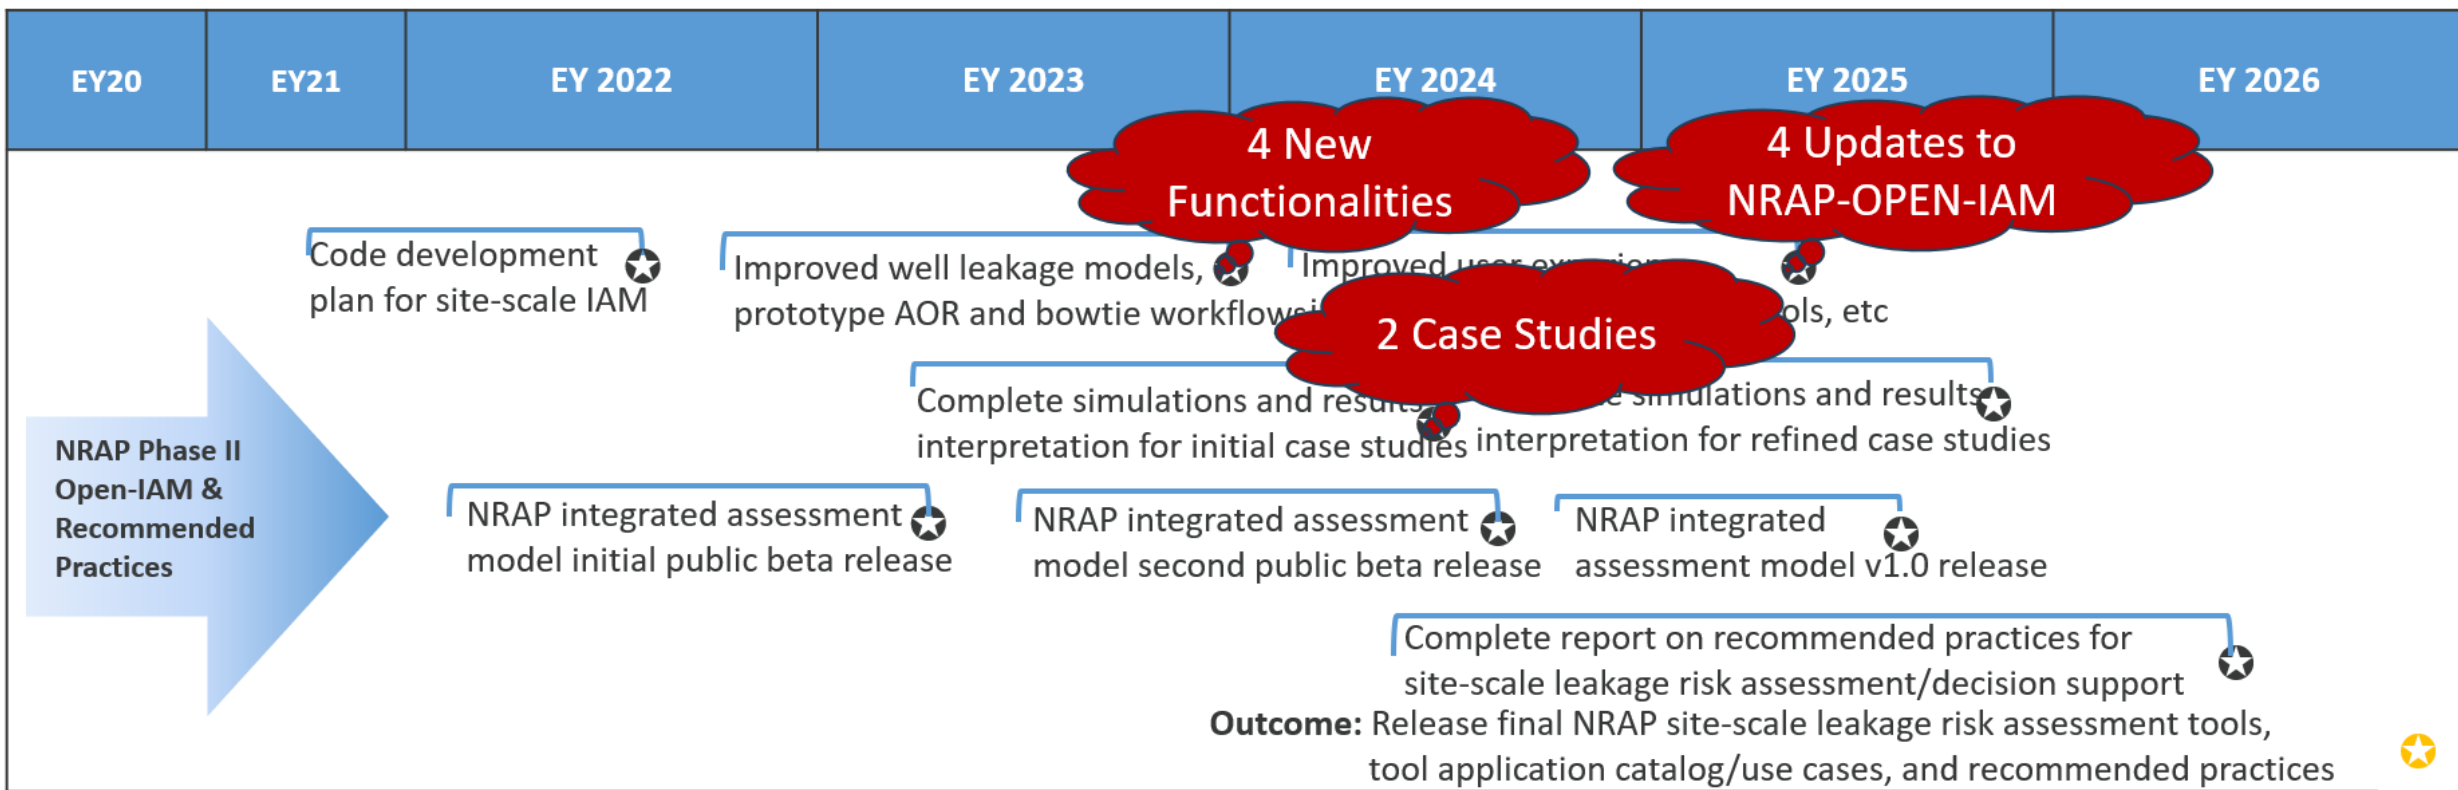 EY20 EY21 EY 2022 EY 2023 EY 2024 EY 2025 EY 2026
4 New
Functionalities
4 Updates to
NRAP-OPEN-IAM
Code development
plan for site-scale IAM
Improved well leakage models,
prototype AOR and bowtie workflows
Improved user
ols, etc
2 Case Studies
Complete simulations and results
interpretation for initial case studies
simulations and results
interpretation for refined case studies
NRAP Phase II
Open-IAM &
Recommended
Practices
NRAP integrated assessment
model initial public beta release
NRAP integrated assessment
model second public beta release
NRAP integrated
assessment model v1.0 release
Complete report on recommended practices for
site-scale leakage risk assessment/decision support
Outcome: Release final NRAP site-scale leakage risk assessment tools,
tool application catalog/use cases, and recommended practices